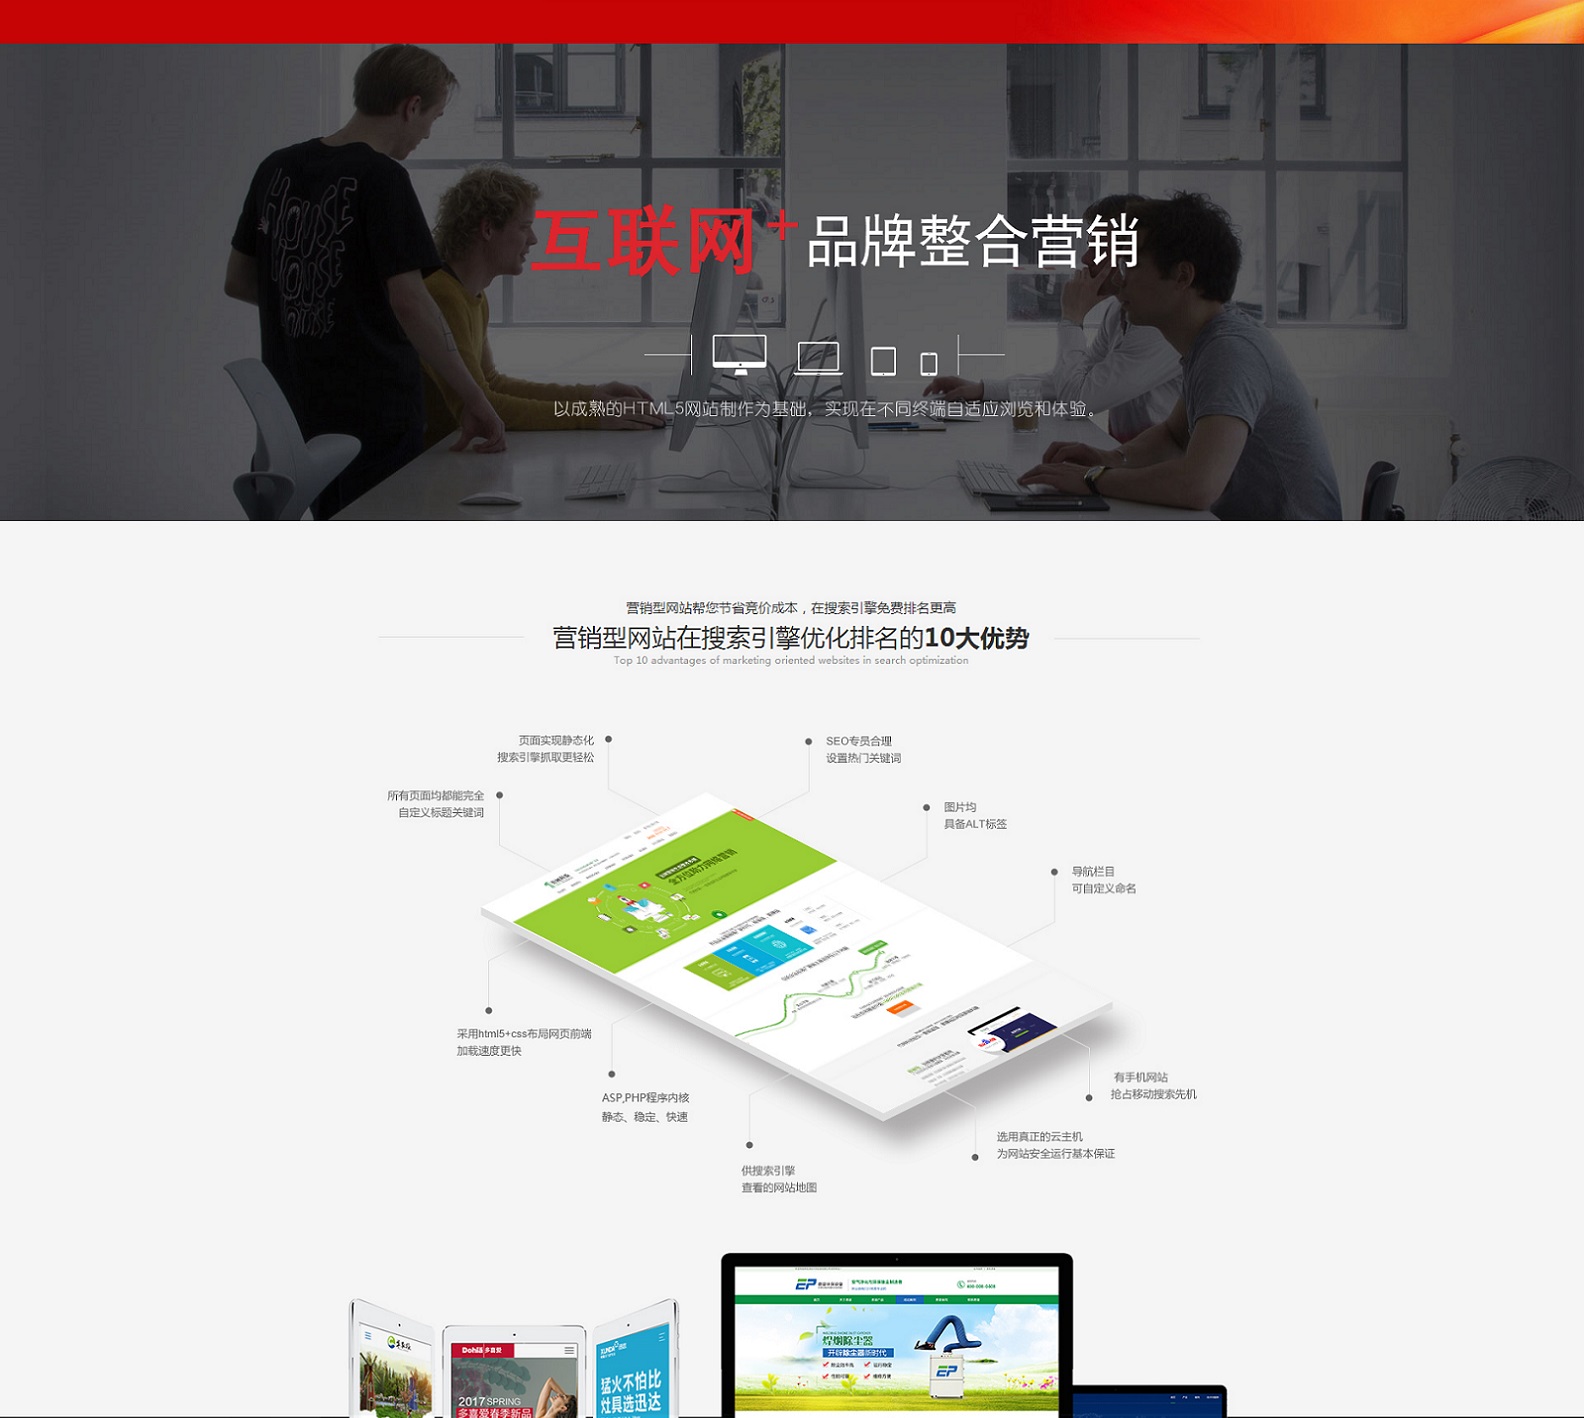 互联网+品牌整合营销
以成熟的HTML5网站制作为基础，实现在不同终端自适应浏览和体验。
营销型网站帮您节省竞价成本，在搜索引擎免费排名更高
营销型网站在搜索引擎优化排名的10大优势
Top 10 advantages of marketing oriented websites in search optimization
页面实现静态化
搜索引擎抓取更轻松
SEO专员合理
设置热门关键词
所有页面均都能完全
自定义标题关键词
图片均
具备ALT标签
导航栏目
可自定义命名
采用html5+css布局网页前端
加载速度更快
ASP,PHP程序内核
静态、稳定、快速
有手机网站
抢占移动搜索先机
选用真正的云主机
为网站安全运行基本保证
供搜索引擎
查看的网站地图
全方位助力网络营销
EP
焊烟除尘器
开辟除尘器新时代
EP
Dohia 多喜爱
2017 SPRING
多喜爱春季新品
猛火不怕比
灶具选迅达
HOUSE
HOUSE
HOUSE